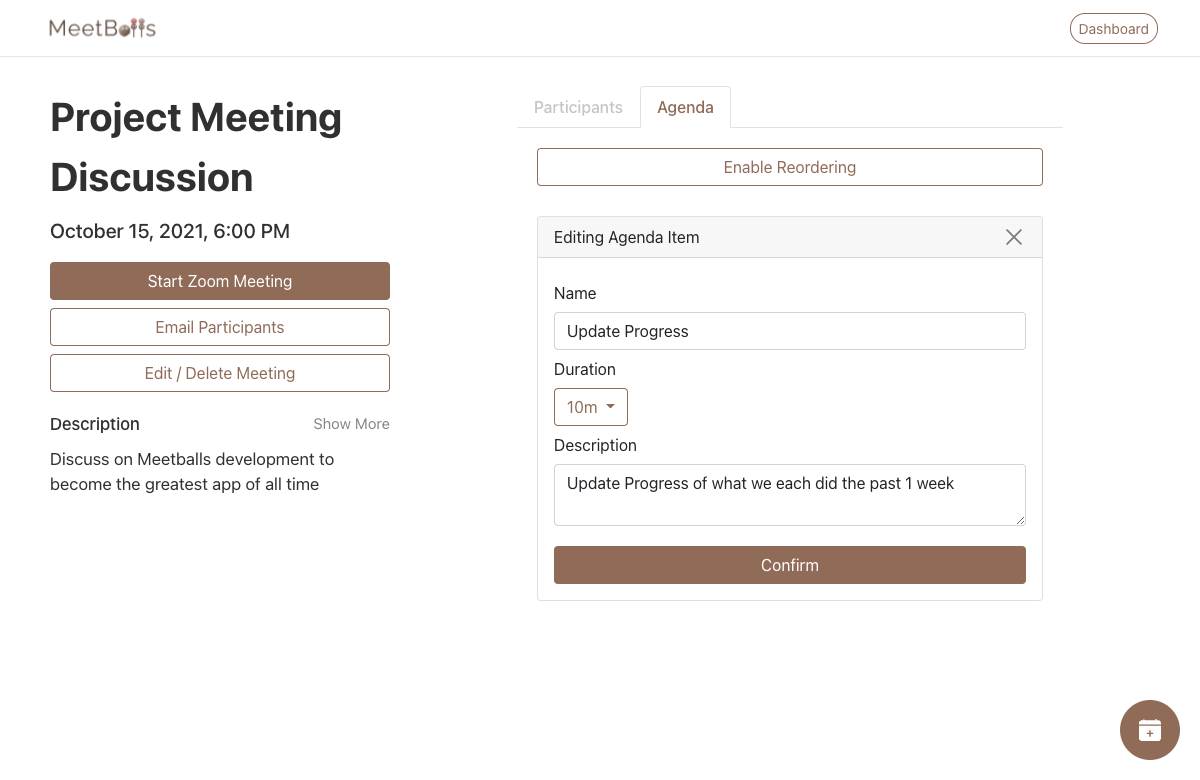 MeetBalls
Dashboard
Project Meeting
Discussion
October 15, 2021, 6:00 PM
Start Zoom Meeting
Email Participants
Edit / Delete Meeting
Description
Show More
Discuss on Meetballs development to
become the greatest app of all time
Participants
Agenda
Enable Reordering
Editing Agenda Item
Name
Update Progress
Duration
10m
Description
Update Progress of what we each did the past 1 week
Confirm